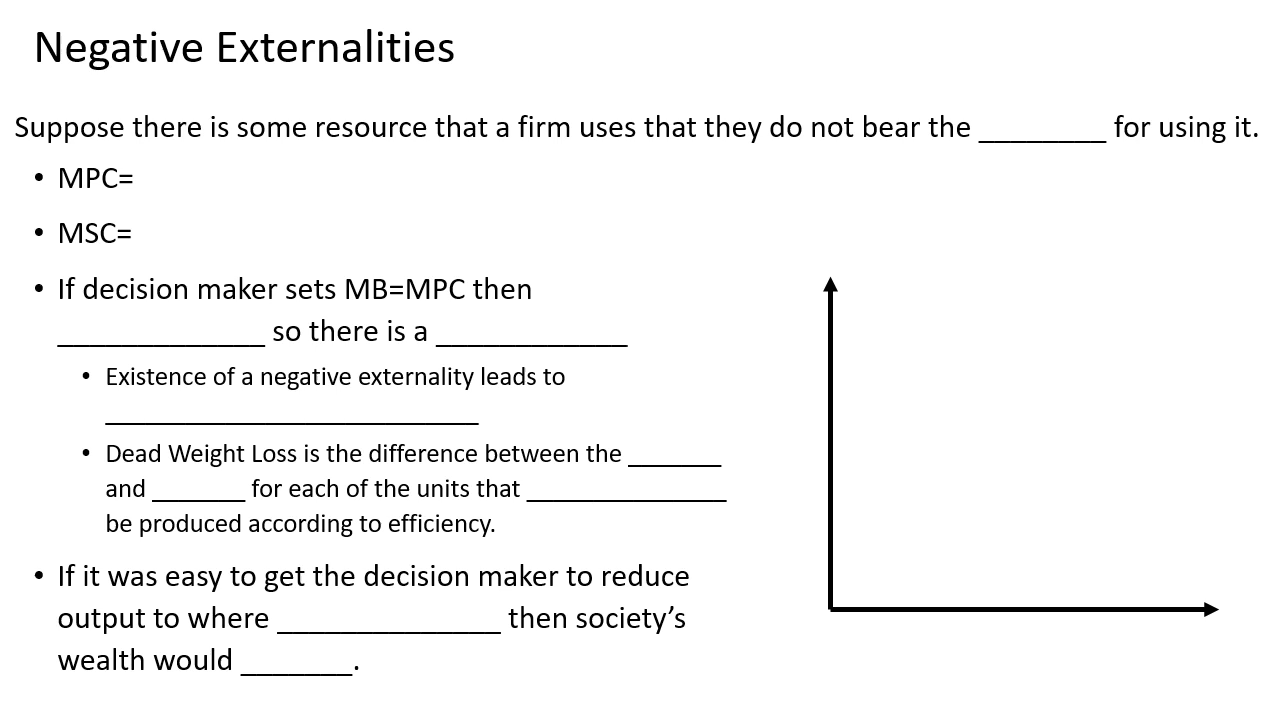 Negative Externalities
Suppose there is some resource that a firm uses that they do not bear the ________ for using it.
• MPC=
• MSC=
• If decision maker sets MB=MPC then
_____________ so there is a ____________
• Existence of a negative externality leads to
____________________________
• Dead Weight Loss is the difference between the _______
and _______ for each of the units that _______________
be produced according to efficiency.
• If it was easy to get the decision maker to reduce
output to where ______________ then society’s
wealth would _______.